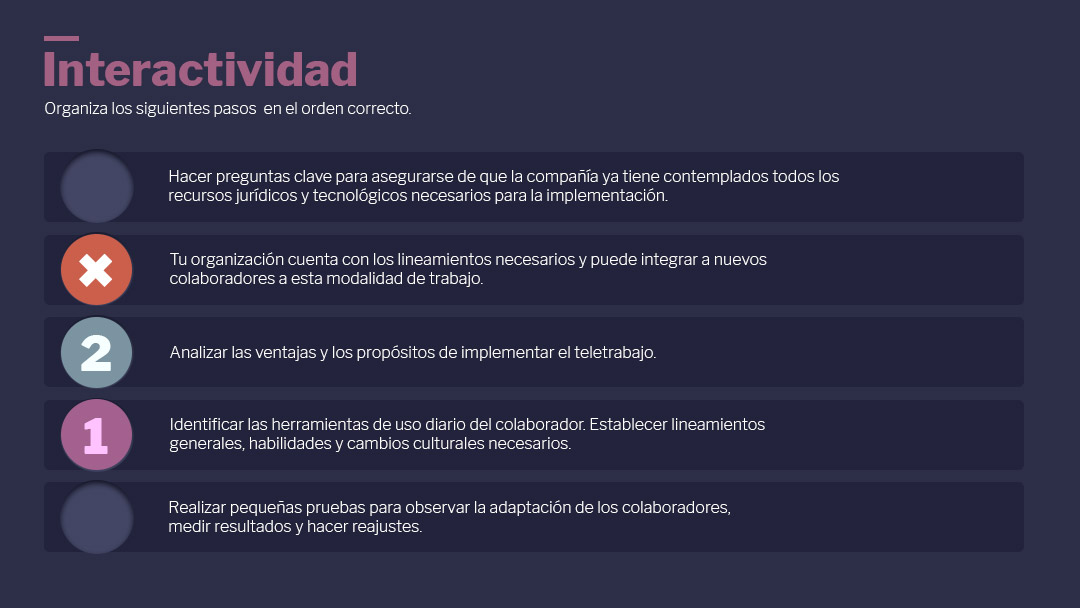 Interactividad
Organiza los siguientes pasos  en el orden correcto.
Hacer preguntas clave para asegurarse de que la compañía ya tiene contemplados todos los
recursos jurídicos y tecnológicos necesarios para la implementación.
Tu organización cuenta con los lineamientos necesarios y puede integrar a nuevos
colaboradores a esta modalidad de trabajo.
2
Analizar las ventajas y los propósitos de implementar el teletrabajo.
1
Identificar las herramientas de uso diario del colaborador. Establecer lineamientos
generales, habilidades y cambios culturales necesarios.
Realizar pequeñas pruebas para observar la adaptación de los colaboradores,
medir resultados y hacer reajustes.